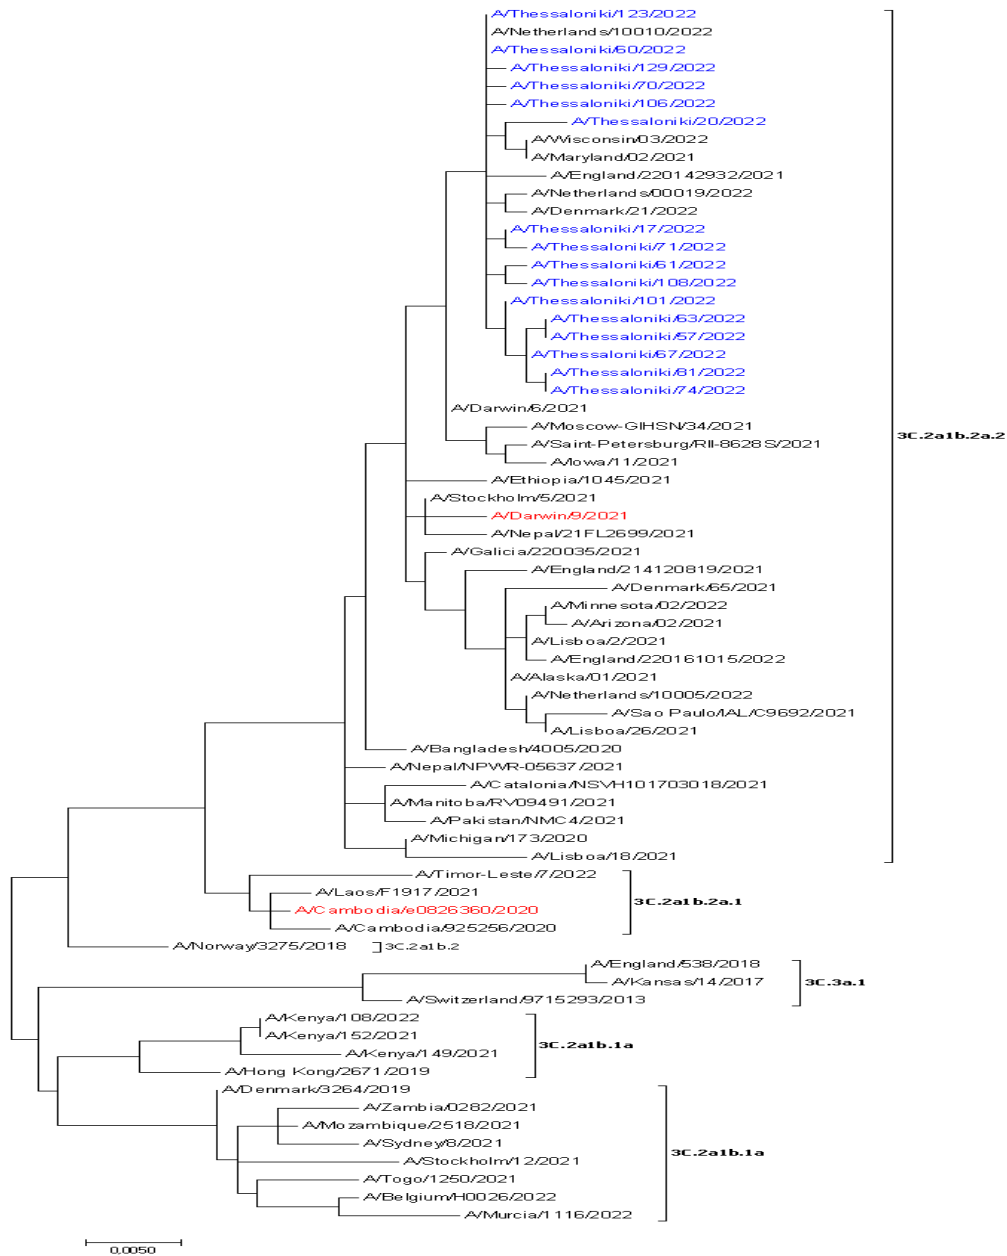 A/Thessaloniki/123/2022
A/Netherlands/10010/2022
A/Thessaloniki/60/2022
A/Thessaloniki/129/2022
A/Thessaloniki/70/2022
A/Thessaloniki/106/2022
A/Thessaloniki/20/2022
A/Wisconsin/03/2022
A/Maryland/02/2021
A/England/220142932/2021
A/Netherlands/00019/2022
A/Denmark/21/2022
A/Thessaloniki/17/2022
A/Thessaloniki/71/2022
A/Thessaloniki/61/2022
A/Thessaloniki/108/2022
A/Thessaloniki/101/2022
A/Thessaloniki/63/2022
A/Thessaloniki/57/2022
A/Thessaloniki/67/2022
A/Thessaloniki/81/2022
A/Thessaloniki/74/2022
A/Darwin/6/2021
A/Moscow-GIHSN/34/2021
3C.2a1b.2a.2
A/Saint-Petersburg/RII-8628S/2021
A/Iowa/11/2021
A/Ethiopia/1045/2021
A/Stockholm/5/2021
A/Darwin/9/2021
A/Nepal/21FL2699/2021
A/Galicia/220035/2021
A/England/214120819/2021
A/Denmark/65/2021
A/Minnesota/02/2022
A/Arizona/02/2021
A/Lisboa/2/2021
A/England/220161015/2022
A/Alaska/01/2021
A/Netherlands/10005/2022
A/Sao Paulo/IAL/C9692/2021
A/Lisboa/26/2021
A/Bangladesh/4005/2020
A/Nepal/NPWR-05637/2021
A/Catalonia/NSVH101703018/2021
A/Manitoba/RV09491/2021
A/Pakistan/NMC4/2021
A/Michigan/173/2020
A/Lisboa/18/2021
A/Timor-Leste/7/2022
A/Laos/F1917/2021
3C.2a1b.2a.1
A/Cambodia/e0826360/2020
A/Cambodia/925256/2020
A/Norway/3275/2018 3C.2a1b.2
A/England/538/2018
A/Kansas/14/2017 3C.3a.1
A/Switzerland/9715293/2013
A/Kenya/108/2022
A/Kenya/152/2021
3C.2a1b.1a
A/Kenya/149/2021
A/Hong Kong/2671/2019
A/Denmark/3264/2019
A/Zambia/0282/2021
A/Mozambique/2518/2021
A/Sydney/8/2021
3C.2a1b.1a
A/Stockholm/12/2021
A/Togo/1250/2021
A/Belgium/H0026/2022
A/Murcia/1116/2022
0,0050